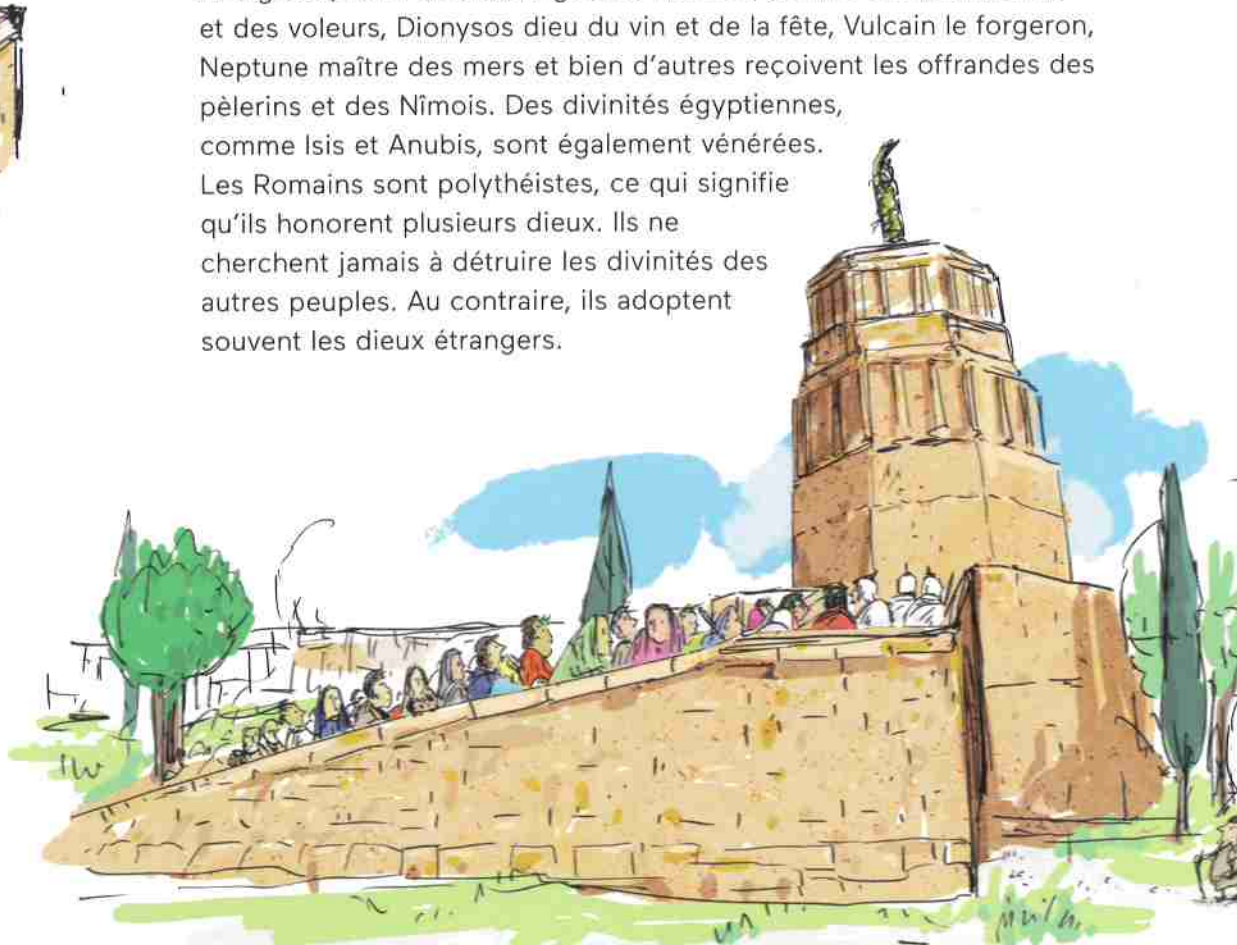 et des voleurs, Dionysos dieu du vin et de la fête, Vulcain le forgeron,
Neptune maître des mers et bien d'autres reçoivent les offrandes des
pèlerins et des Nîmois. Des divinités égyptiennes,
comme Isis et Anubis, sont également vénérées.
Les Romains sont polythéistes, ce qui signifie
qu'ils honorent plusieurs dieux. Ils ne
cherchent jamais à détruire les divinités des
autres peuples. Au contraire, ils adoptent
souvent les dieux étrangers.